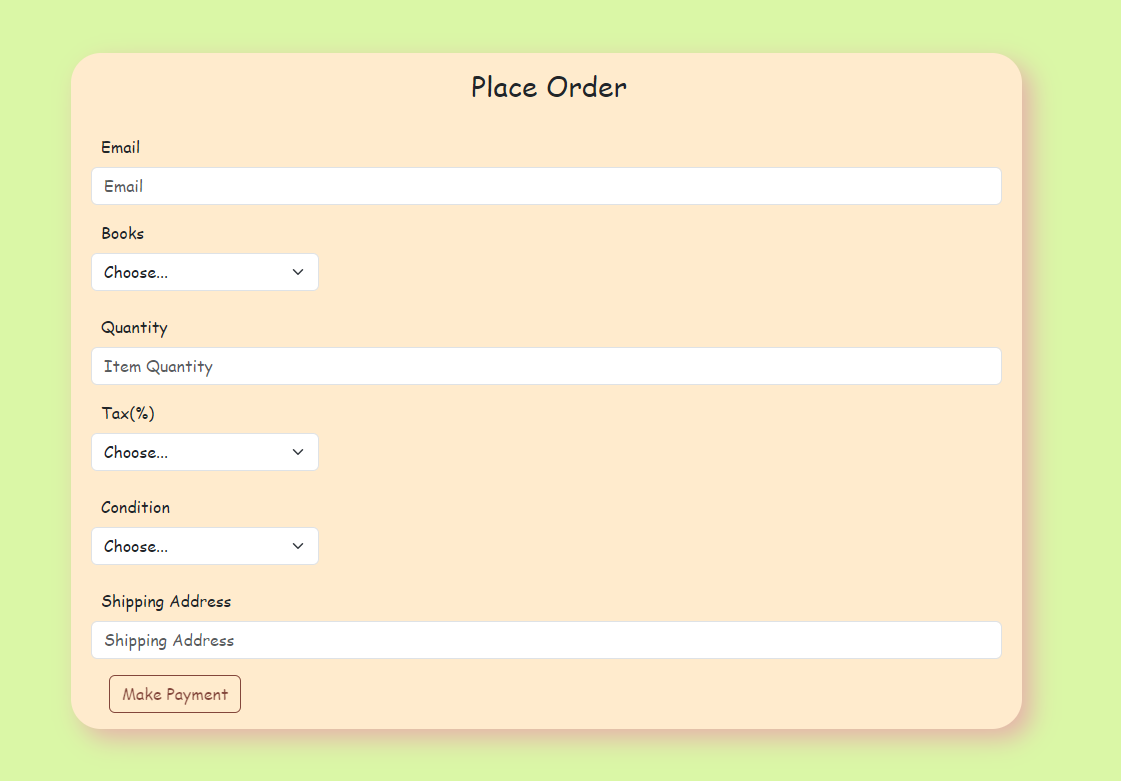 Place Order
Email
Email
Books
Choose...
Quantity
Item Quantity
Tax(%)
Choose...
Condition
Choose...
Shipping Address
Shipping Address
Make Payment